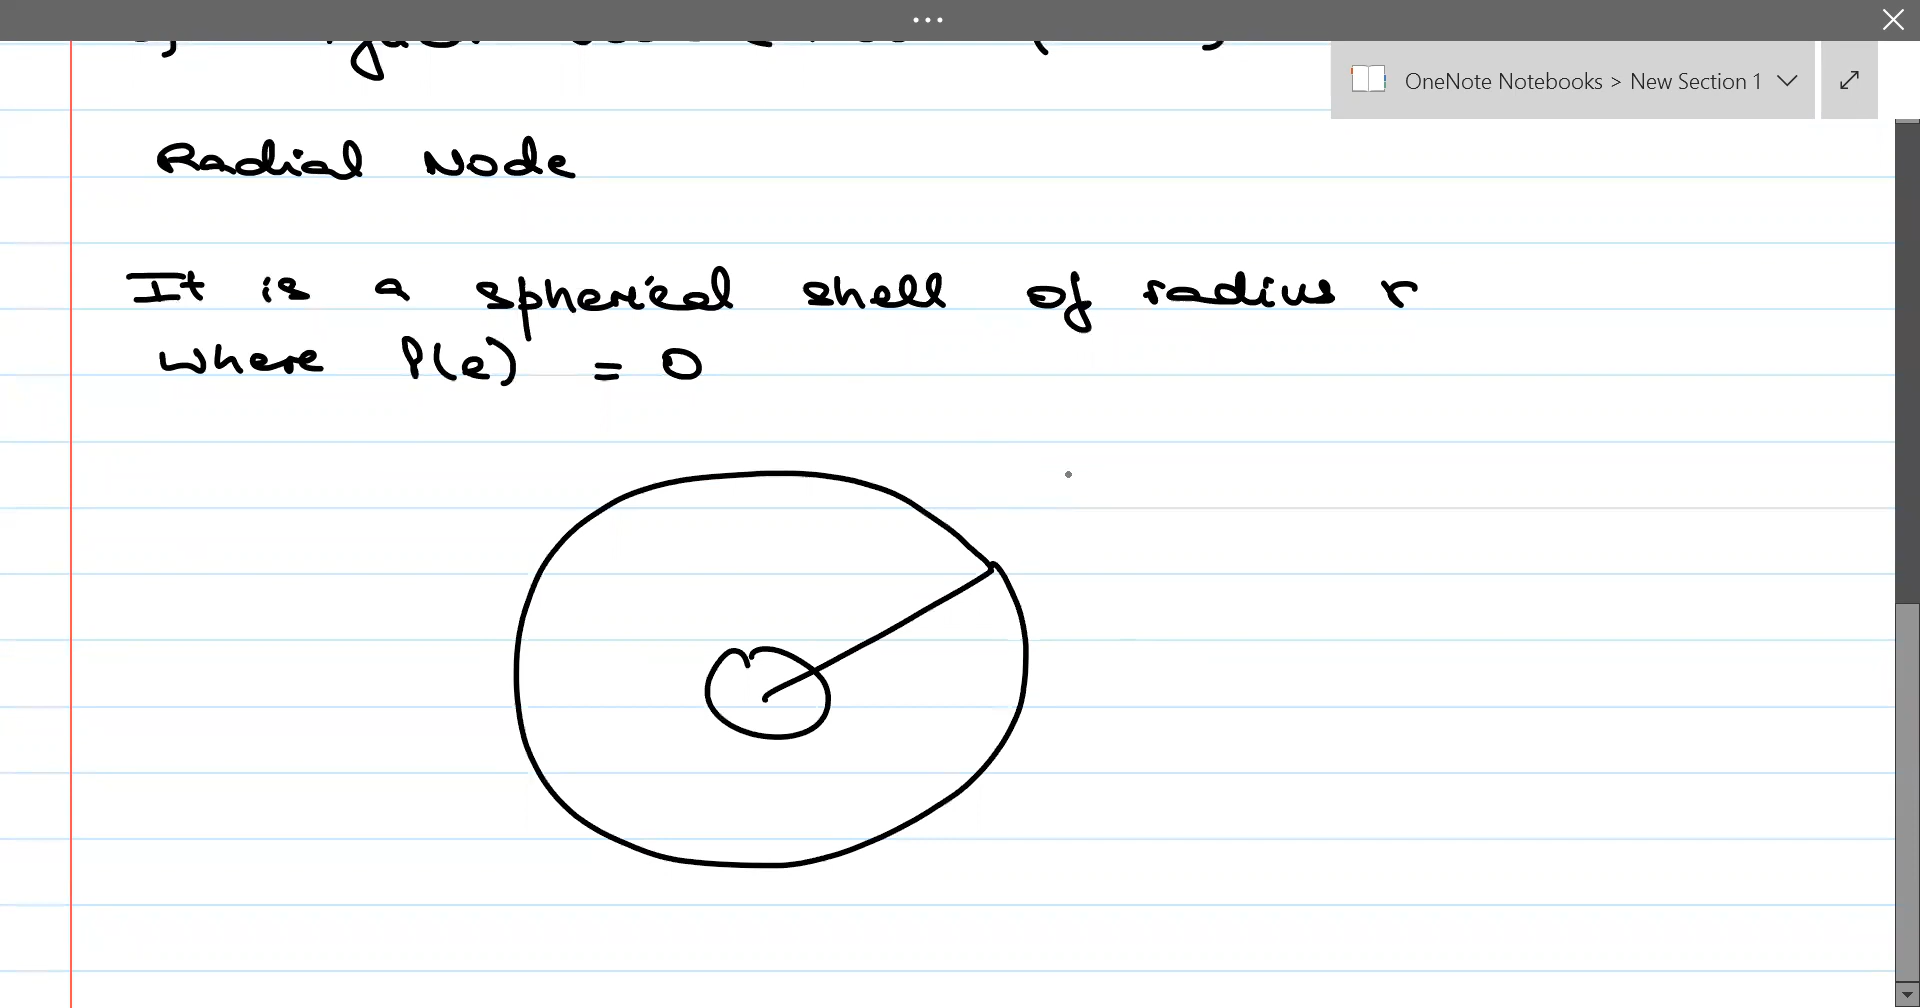 OneNote Notebooks > New Section 1
Radial Node
It is a spherical shell of radius r
where P(e) = 0